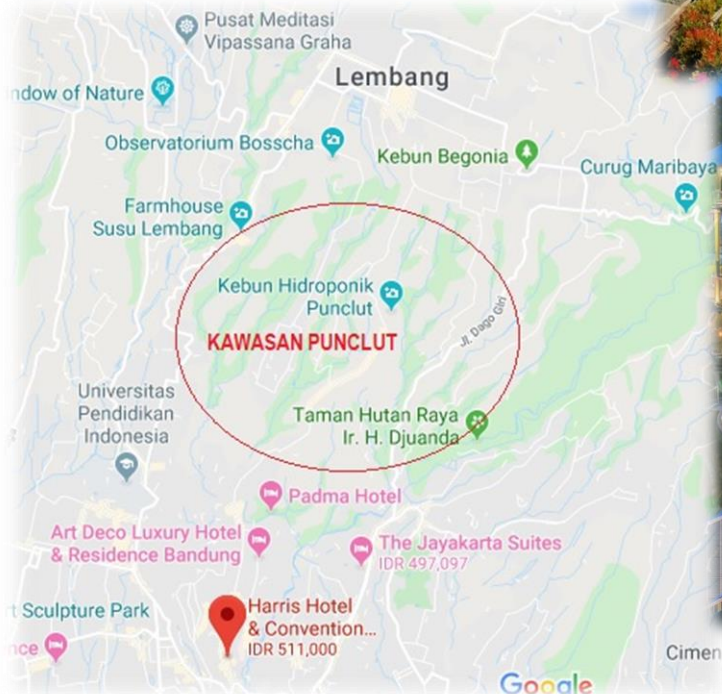 Pusat Meditasi
Vipassana Graha
Lembang
ndow of Nature
Observatorium Bosscha
Kebun Begonia
Curug Maribaya
Farmhouse
Susu Lembang
Kebun Hidroponik
Punclut
KAWASAN PUNCLUT
Jl. Dago Giri
Universitas
Pendidikan
Indonesia
Taman Hutan Raya
Ir. H. Djuanda
Padma Hotel
Art Deco Luxury Hotel
& Residence Bandung
The Jayakarta Suites
IDR 497,097
t Sculpture Park
Harris Hotel
& Convention...
IDR 511,000
nce
Cimen
Google